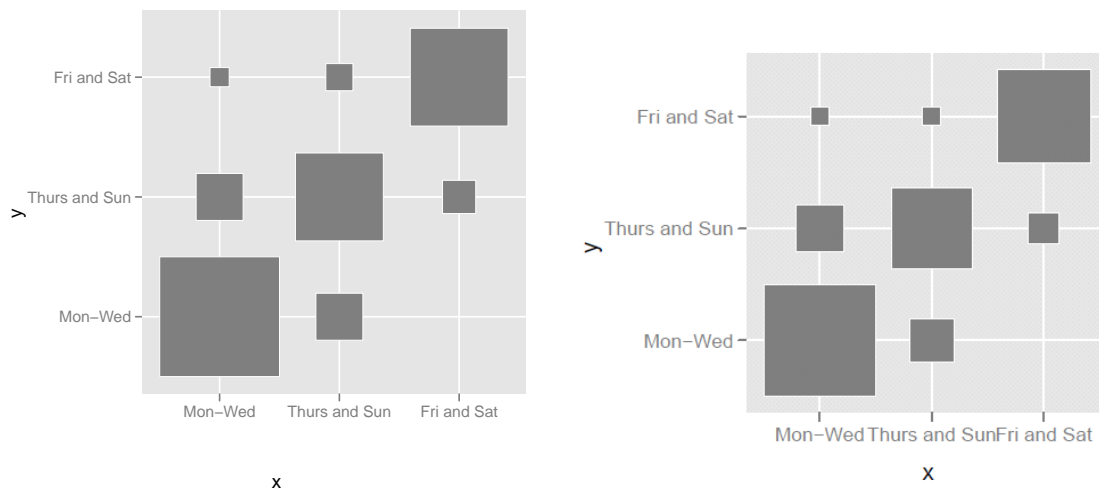 Fri and Sat
Thurs and Sun
Mon−Wed
y
Mon−Wed Thurs and Sun Fri and Sat
x
Fri and Sat
Thurs and Sun
Mon−Wed
y
Mon−Wed Thurs and Sun Fri and Sat
x